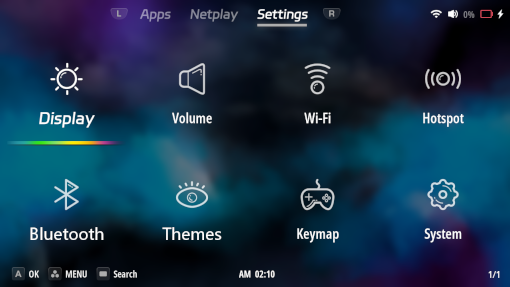 L Apps Netplay Settings R 0%
Display Volume Wi-Fi Hotspot
Bluetooth Themes Keymap System
A OK MENU Search AM 02:10 1/1